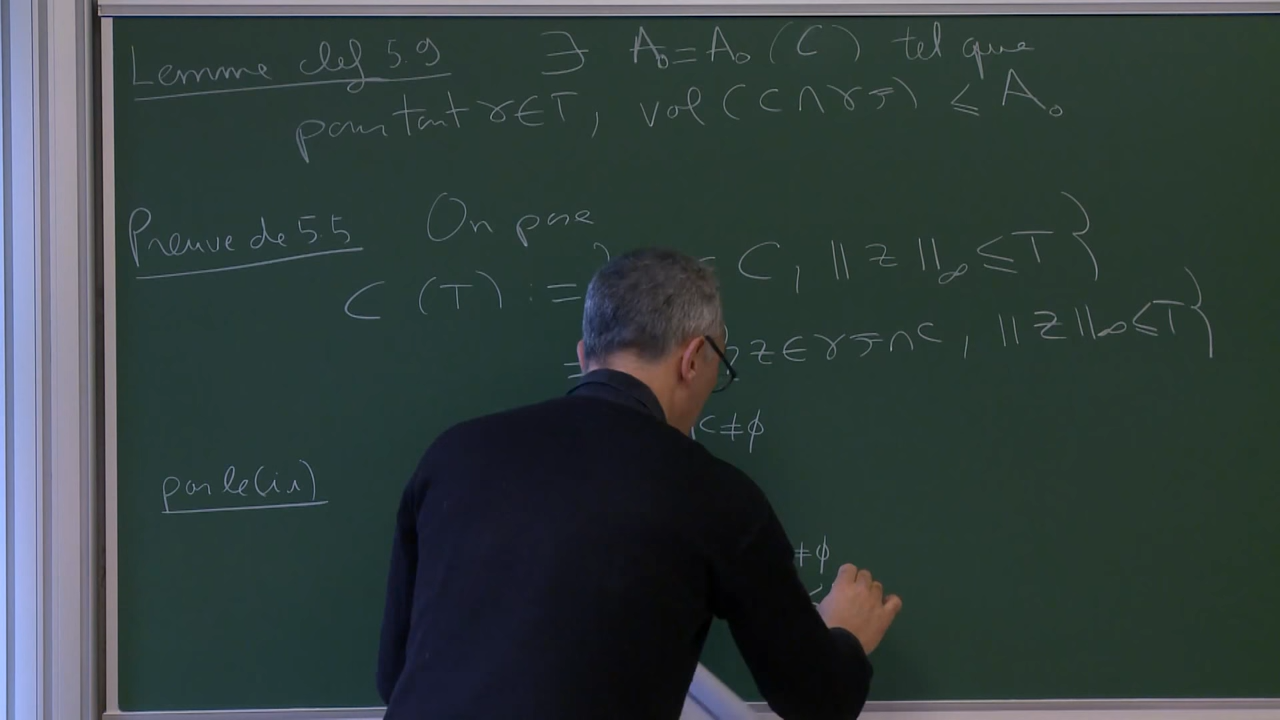 Lemme clef 5.9 ∃ A₀ = A₀ (C) tel que
pour tout γ ∈ Γ, vol (C ∩ γF) ≤ A₀
Preuve de 5.5 On pose
C (T) := { C, ||z||_∞ ≤ T }
= z ∈ γF ∩ C, ||z||_∞ ≤ T }
C ≠ ϕ
par le (ii)
≠ ϕ